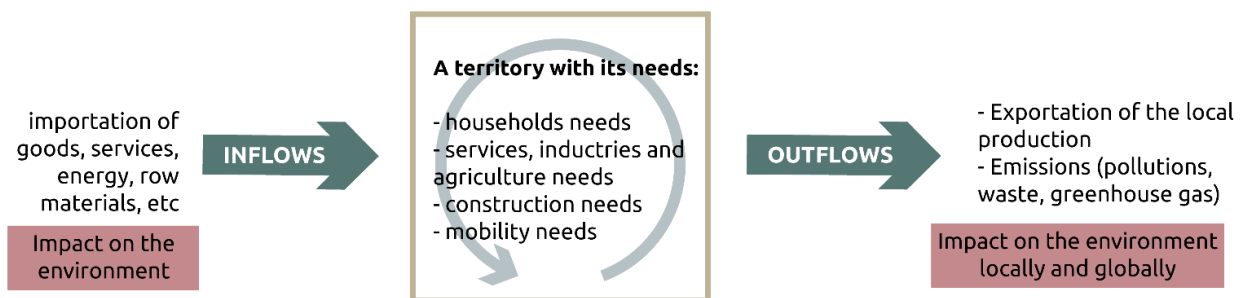 importation of
goods, services,
energy, row
materials, etc
Impact on the
environment
INFLOWS
A territory with its needs:
- households needs
- services, inductries and
agriculture needs
- construction needs
- mobility needs
OUTFLOWS
- Exportation of the local
production
- Emissions (pollutions,
waste, greenhouse gas)
Impact on the environment
locally and globally